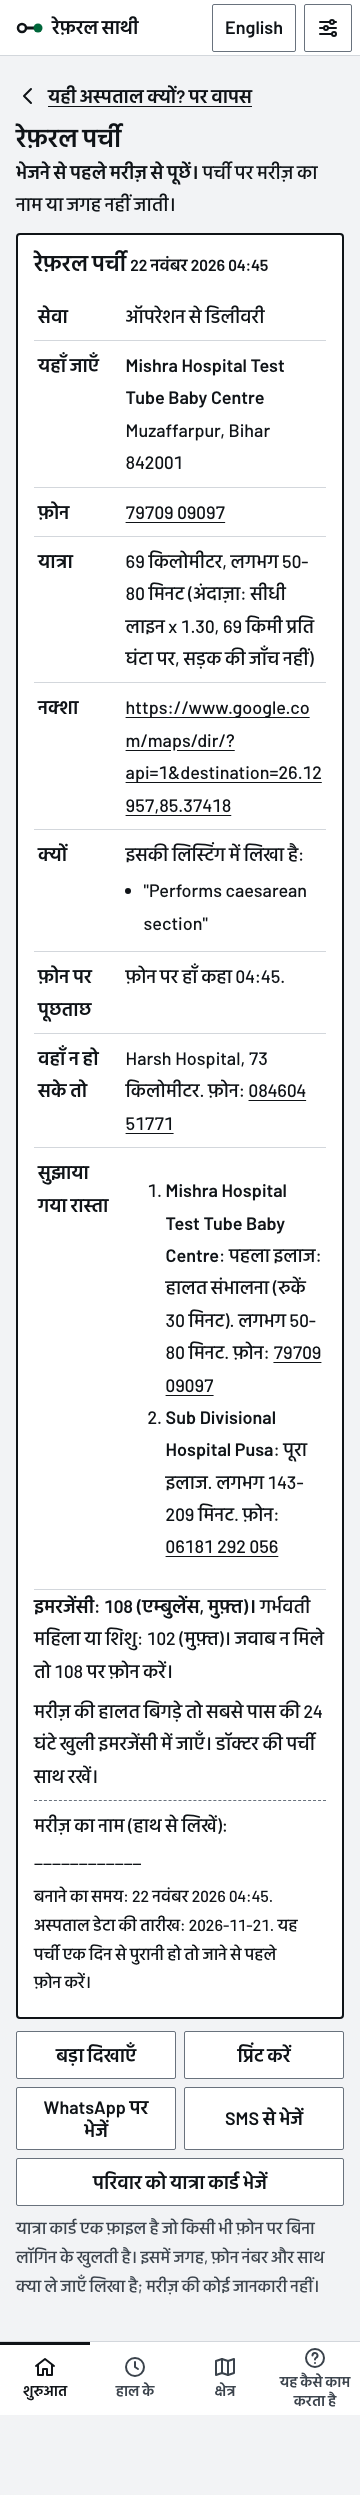 रेफ़रल साथी
English
यही अस्पताल क्यों? पर वापस
रेफ़रल पर्ची
भेजने से पहले मरीज़ से पूछें। पर्ची पर मरीज़ का
नाम या जगह नहीं जाती।
रेफ़रल पर्ची 22 नवंबर 2026 04:45
सेवा
ऑपरेशन से डिलीवरी
यहाँ जाएँ
Mishra Hospital Test
Tube Baby Centre
Muzaffarpur, Bihar
842001
फ़ोन
79709 09097
यात्रा
69 किलोमीटर, लगभग 50-
80 मिनट (अंदाज़ा: सीधी
लाइन x 1.30, 69 किमी प्रति
घंटा पर, सड़क की जाँच नहीं)
नक्शा
https://www.google.co
m/maps/dir/?
api=1&destination=26.12
957,85.37418
क्यों
इसकी लिस्टिंग में लिखा है:
• "Performs caesarean
section"
फ़ोन पर
पूछताछ
फ़ोन पर हाँ कहा 04:45.
वहाँ न हो
सके तो
Harsh Hospital, 73
किलोमीटर. फ़ोन: 084604
51771
सुझाया
गया रास्ता
1. Mishra Hospital
Test Tube Baby
Centre: पहला इलाज:
हालत संभालना (रुकें
30 मिनट). लगभग 50-
80 मिनट. फ़ोन: 79709
09097
2. Sub Divisional
Hospital Pusa: पूरा
इलाज. लगभग 143-
209 मिनट. फ़ोन:
06181 292 056
इमरजेंसी: 108 (एम्बुलेंस, मुफ़्त)। गर्भवती
महिला या शिशु: 102 (मुफ़्त)। जवाब न मिले
तो 108 पर फ़ोन करें।
मरीज़ की हालत बिगड़े तो सबसे पास की 24
घंटे खुली इमरजेंसी में जाएँ। डॉक्टर की पर्ची
साथ रखें।
मरीज़ का नाम (हाथ से लिखें):
____________
बनाने का समय: 22 नवंबर 2026 04:45.
अस्पताल डेटा की तारीख: 2026-11-21. यह
पर्ची एक दिन से पुरानी हो तो जाने से पहले
फ़ोन करें।
बड़ा दिखाएँ
प्रिंट करें
WhatsApp पर
भेजें
SMS से भेजें
परिवार को यात्रा कार्ड भेजें
यात्रा कार्ड एक फ़ाइल है जो किसी भी फ़ोन पर बिना
लॉगिन के खुलती है। इसमें जगह, फ़ोन नंबर और साथ
क्या ले जाएँ लिखा है; मरीज़ की कोई जानकारी नहीं।
शुरुआत
हाल के
क्षेत्र
यह कैसे काम
करता है